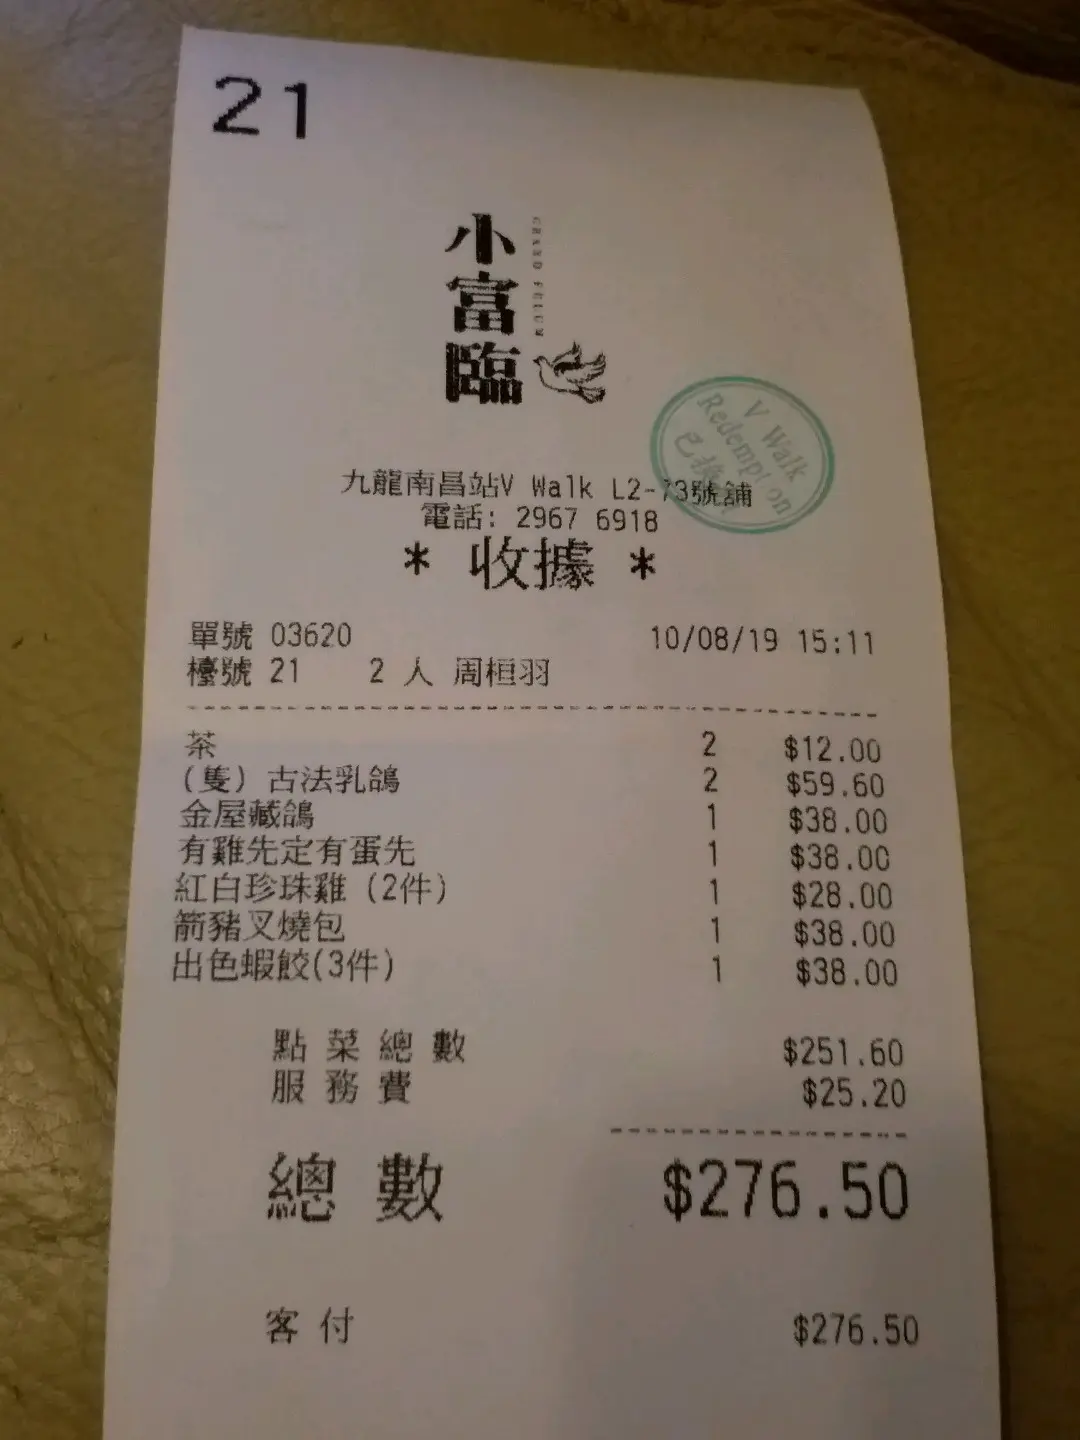 21
小富臨
GRAND FULUM
V Walk
Redemption
已換
九龍南昌站V Walk L2-73號舖
電話: 2967 6918
* 收據 *
單號 03620 10/08/19 15:11
檯號 21 2 人 周桓羽
茶 2 $12.00
(隻) 古法乳鴿 2 $59.60
金屋藏鴿 1 $38.00
有雞先定有蛋先 1 $38.00
紅白珍珠雞 (2件) 1 $28.00
箭豬叉燒包 1 $38.00
出色蝦餃(3件) 1 $38.00
點菜總數 $251.60
服務費 $25.20
總數 $276.50
客付 $276.50